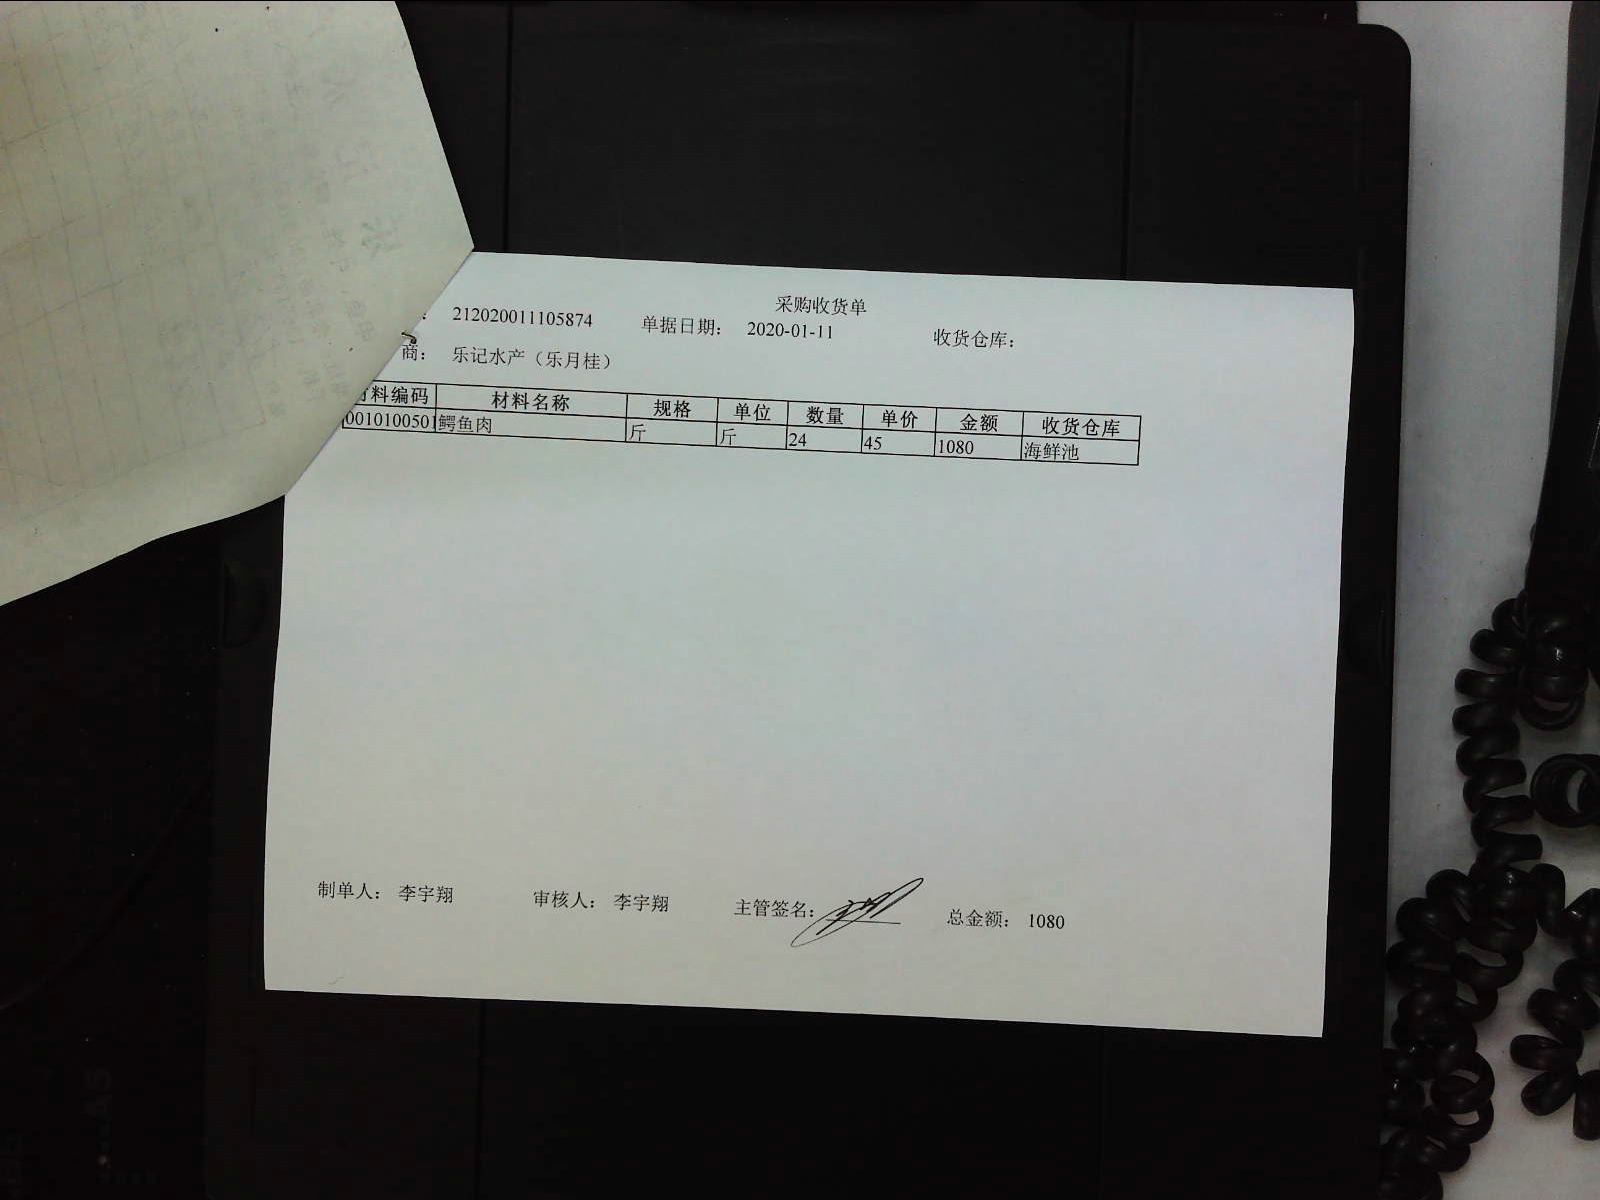 采购收货单
: 212020011105874 单据日期: 2020-01-11 收货仓库:
商: 乐记水产（乐月桂）
材料编码 材料名称 规格 单位 数量 单价 金额 收货仓库
0010100501 鳄鱼肉 斤 斤 24 45 1080 海鲜池
制单人: 李宇翔 审核人: 李宇翔 主管签名: 总金额: 1080